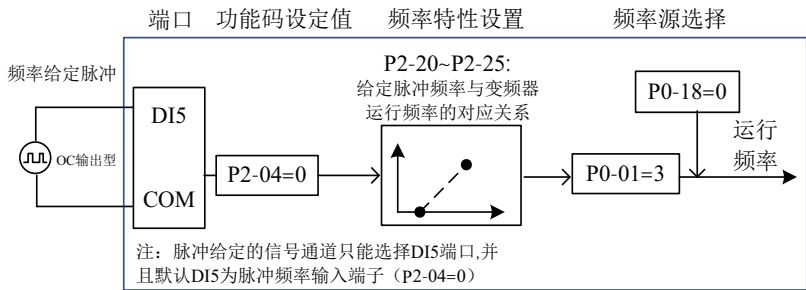 端口
功能码设定值
频率特性设置
频率源选择
频率给定脉冲
P2-20~P2-25:
给定脉冲频率与变频器
运行频率的对应关系
P0-18=0
DI5
运行
频率
OC输出型
P2-04=0
P0-01=3
COM
注：脉冲给定的信号通道只能选择DI5端口,并
且默认DI5为脉冲频率输入端子（P2-04=0）